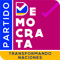 PARTIDO
DEMOCRATA
TRANSFORMANDO
NACIONES